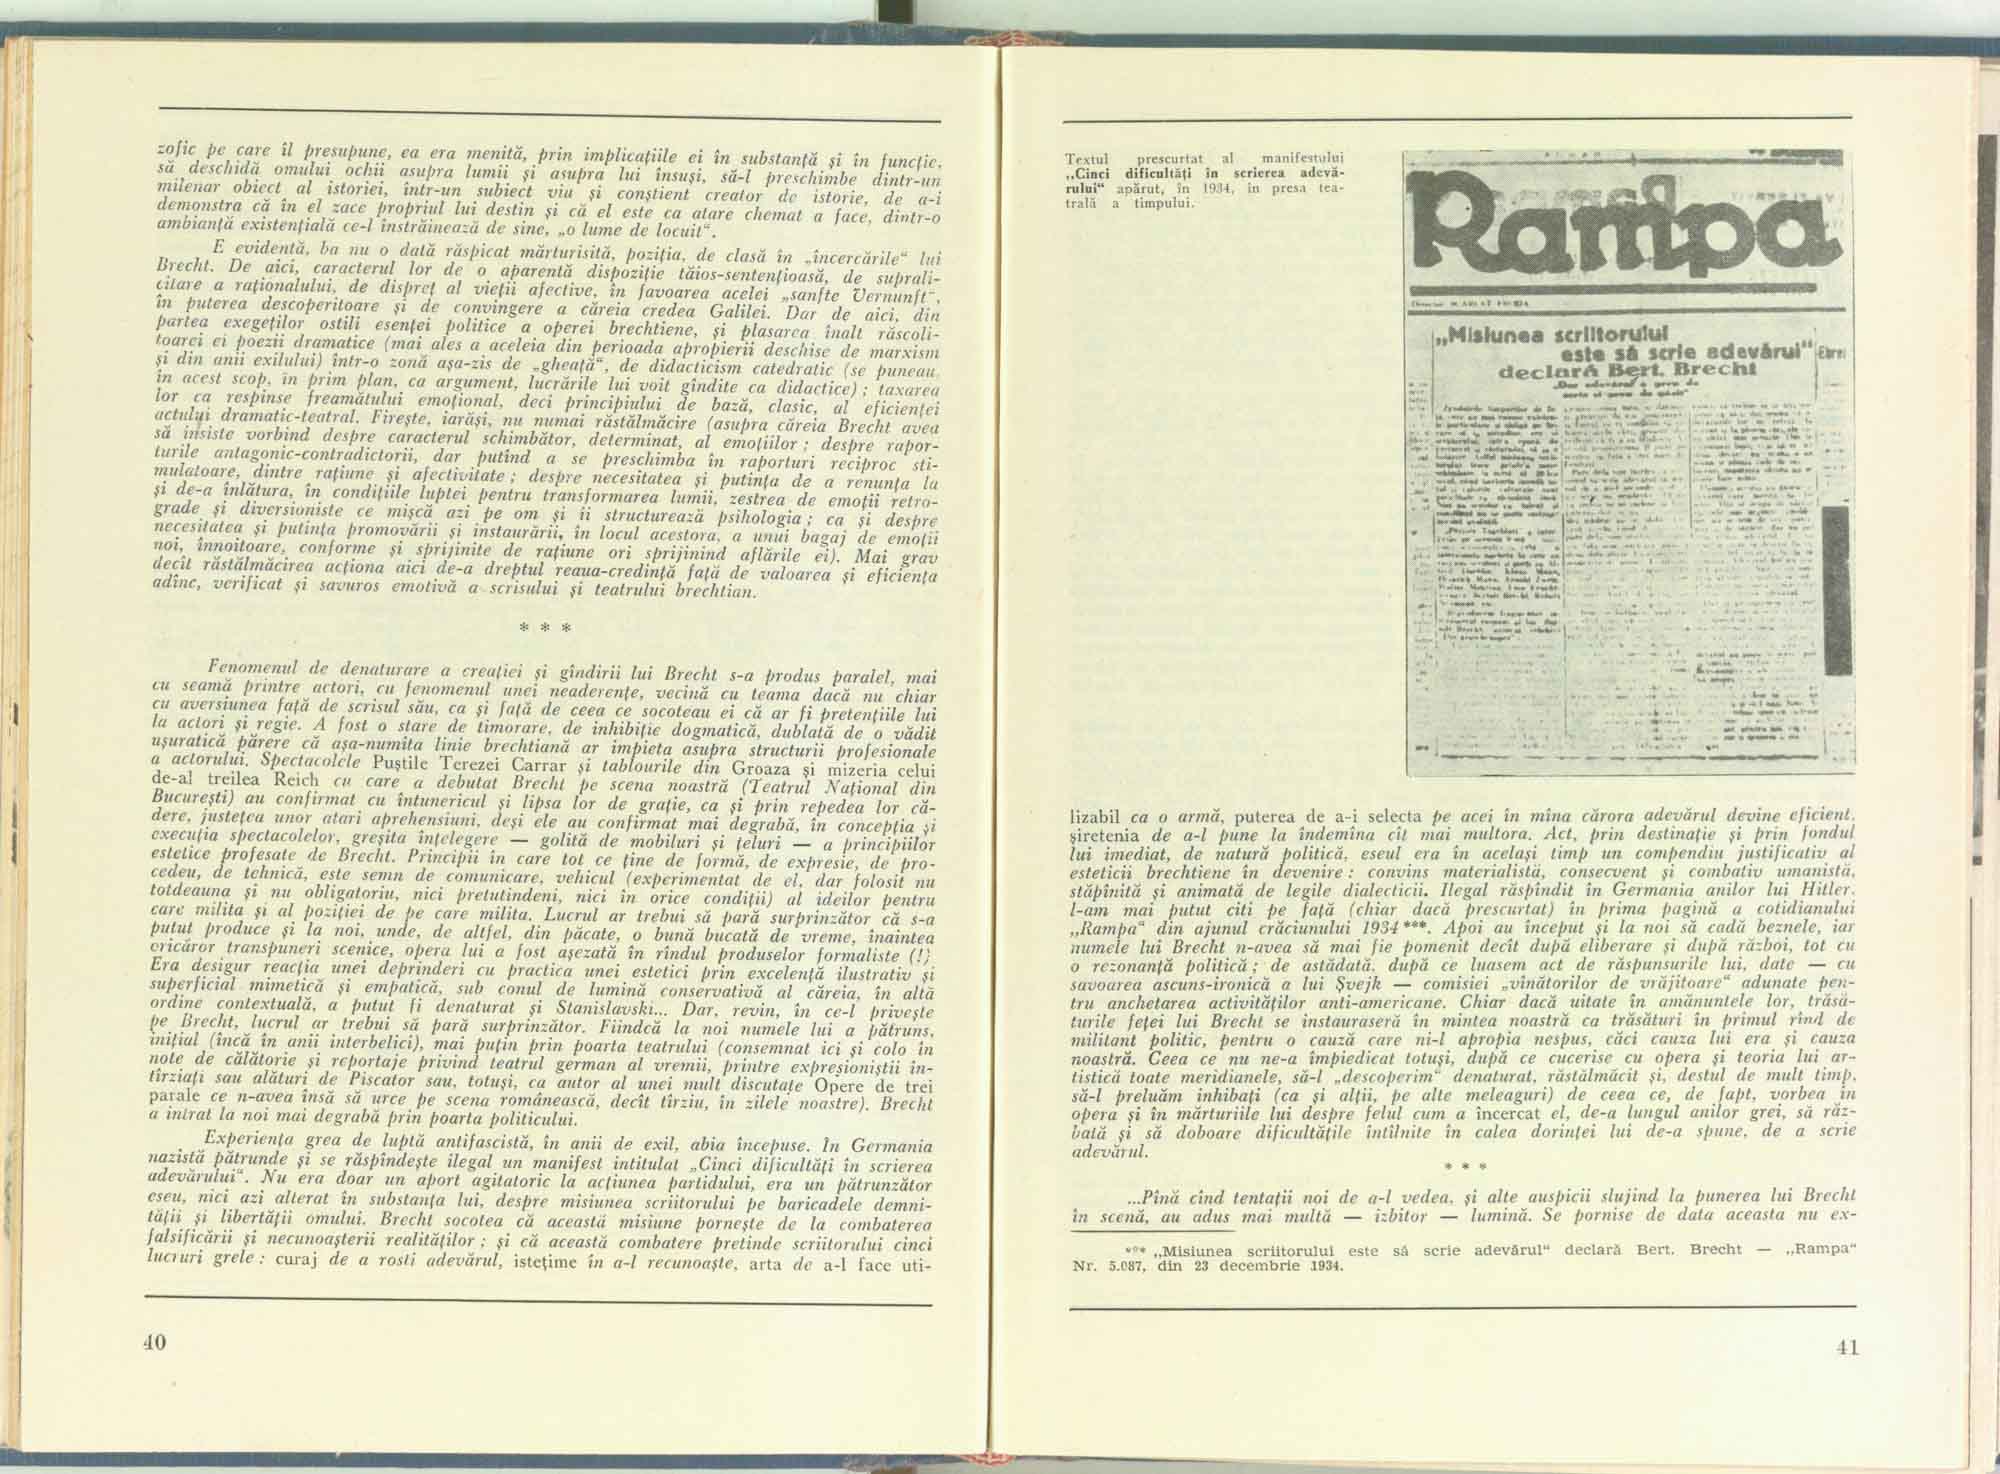 zofic pe care îl presupune, ea era menită, prin implicațiile ei în substanță și în funcție,
să deschidă omului ochii asupra lumii și asupra lui însuși, să-l preschimbe dintr-un
milenar obiect al istoriei, într-un subiect viu și conștient creator de istorie, de a-i
demonstra că în el zace propriul lui destin și că el este ca atare chemat a face, dintr-o
ambianță existențială ce-l înstrăinează de sine, „o lume de locuit“.
E evidentă, ba nu o dată răspicat mărturisită, poziția, de clasă în „încercările“ lui
Brecht. De aici, caracterul lor de o aparentă dispoziție tăios-sentențioasă, de suprali-
citare a raționalului, de dispreț al vieții afective, în favoarea acelei „sanfte Vernunft“,
în puterea descoperitoare și de convingere a căreia credea Galilei. Dar de aici, din
partea exegeților ostili esenței politice a operei brechtiene, și plasarea înalt răscoli-
toarei ei poezii dramatice (mai ales a aceleia din perioada apropierii deschise de marxism
și din anii exilului) într-o zonă așa-zis de „gheață“, de didacticism catedratic (se puneau,
în acest scop, în prim plan, ca argument, lucrările lui voit gîndite ca didactice) ; taxarea
lor ca respinse freamătului emoțional, deci principiului de bază, clasic, al eficienței
actului dramatic-teatral. Firește, iarăși, nu numai răstălmăcire (asupra căreia Brecht avea
să insiste vorbind despre caracterul schimbător, determinat, al emoțiilor ; despre rapor-
turile antagonic-contradictorii, dar putînd a se preschimba în raporturi reciproc sti-
mulatoare, dintre rațiune și afectivitate ; despre necesitatea și putința de a renunța la
și de-a înlătura, în condițiile luptei pentru transformarea lumii, zestrea de emoții retro-
grade și diversioniste ce mișcă azi pe om și îi structurează psihologia ; ca și despre
necesitatea și putința promovării și instaurării, în locul acestora, a unui bagaj de emoții
noi, înnoitoare, conforme și sprijinite de rațiune ori sprijinind aflările ei). Mai grav
decît răstălmăcirea acționa aici de-a dreptul reaua-credință față de valoarea și eficiența
adînc, verificat și savuros emotivă a scrisului și teatrului brechtian.
* * *
Fenomenul de denaturare a creației și gîndirii lui Brecht s-a produs paralel, mai
cu seamă printre actori, cu fenomenul unei neaderențe, vecină cu teama dacă nu chiar
cu aversiunea față de scrisul său, ca și față de ceea ce socoteau ei că ar fi pretențiile lui
la actori și regie. A fost o stare de timorare, de inhibiție dogmatică, dublată de o vădit
ușuratică părere că așa-numita linie brechtiană ar impieta asupra structurii profesionale
a actorului. Spectacolele Puștile Terezei Carrar și tablourile din Groaza și mizeria celui
de-al treilea Reich cu care a debutat Brecht pe scena noastră (Teatrul Național din
București) au confirmat cu întunericul și lipsa lor de grație, ca și prin repedea lor că-
dere, justețea unor atari aprehensiuni, deși ele au confirmat mai degrabă, în concepția și
execuția spectacolelor, greșita înțelegere — golită de mobiluri și țeluri — a principiilor
estetice profesate de Brecht. Principii în care tot ce ține de formă, de expresie, de pro-
cedeu, de tehnică, este semn de comunicare, vehicul (experimentat de el, dar folosit nu
totdeauna și nu obligatoriu, nici pretutindeni, nici în orice condiții) al ideilor pentru
care milita și al poziției de pe care milita. Lucrul ar trebui să pară surprinzător că s-a
putut produce și la noi, unde, de altfel, din păcate, o bună bucată de vreme, înaintea
oricăror transpuneri scenice, opera lui a fost așezată în rîndul produselor formaliste (!).
Era desigur reacția unei deprinderi cu practica unei estetici prin excelență ilustrativ și
superficial mimetică și empatică, sub conul de lumină conservativă al căreia, în altă
ordine contextuală, a putut fi denaturat și Stanislavski... Dar, revin, în ce-l privește
pe Brecht, lucrul ar trebui să pară surprinzător. Fiindcă la noi numele lui a pătruns,
inițial (încă în anii interbelici), mai puțin prin poarta teatrului (consemnat ici și colo în
note de călătorie și reportaje privind teatrul german al vremii, printre expresioniștii în-
tîrziați sau alături de Piscator sau, totuși, ca autor al unei mult discutate Opere de trei
parale ce n-avea însă să urce pe scena românească, decît tîrziu, în zilele noastre). Brecht
a intrat la noi mai degrabă prin poarta politicului.
Experiența grea de luptă antifascistă, în anii de exil, abia începuse. În Germania
nazistă pătrunde și se răspîndește ilegal un manifest intitulat „Cinci dificultăți în scrierea
adevărului“. Nu era doar un aport agitatoric la acțiunea partidului, era un pătrunzător
eseu, nici azi alterat în substanța lui, despre misiunea scriitorului pe baricadele demni-
tății și libertății omului. Brecht socotea că această misiune pornește de la combaterea
falsificării și necunoașterii realităților ; și că această combatere pretinde scriitorului cinci
lucruri grele : curaj de a rosti adevărul, istețime în a-l recunoaște, arta de a-l face uti-
40
Textul prescurtat al manifestului
„Cinci dificultăți în scrierea adevă-
rului“ apărut, în 1934, în presa tea-
trală a timpului.
Rampa
„Misiunea scriitorului
este să scrie adevărul“
declară Bert. Brecht
lizabil ca o armă, puterea de a-i selecta pe acei în mîna cărora adevărul devine eficient,
șiretenia de a-l pune la îndemîna cît mai multora. Act, prin destinație și prin fondul
lui imediat, de natură politică, eseul era în același timp un compendiu justificativ al
esteticii brechtiene în devenire : convins materialistă, consecvent și combativ umanistă,
stăpînită și animată de legile dialecticii. Ilegal răspîndit în Germania anilor lui Hitler,
l-am mai putut citi pe față (chiar dacă prescurtat) în prima pagină a cotidianului
„Rampa“ din ajunul crăciunului 1934 ***. Apoi au început și la noi să cadă beznele, iar
numele lui Brecht n-avea să mai fie pomenit decît după eliberare și după război, tot cu
o rezonanță politică ; de astădată, după ce luasem act de răspunsurile lui, date — cu
savoarea ascuns-ironică a lui Șvejk — comisiei „vînătorilor de vrăjitoare“ adunate pen-
tru anchetarea activităților anti-americane. Chiar dacă uitate în amănuntele lor, trăsă-
turile feței lui Brecht se instauraseră în mintea noastră ca trăsături în primul rînd de
militant politic, pentru o cauză care ni-l apropia nespus, căci cauza lui era și cauza
noastră. Ceea ce nu ne-a împiedicat totuși, după ce cucerise cu opera și teoria lui ar-
tistică toate meridianele, să-l „descoperim“ denaturat, răstălmăcit și, destul de mult timp,
să-l preluăm inhibați (ca și alții, pe alte meleaguri) de ceea ce, de fapt, vorbea în
opera și în mărturiile lui despre felul cum a încercat el, de-a lungul anilor grei, să răz-
bată și să doboare dificultățile întîlnite în calea dorinței lui de-a spune, de a scrie
adevărul.
* * *
...Pînă cînd tentații noi de a-l vedea, și alte auspicii slujind la punerea lui Brecht
în scenă, au adus mai multă — izbitor — lumină. Se pornise de data aceasta nu ex-
*** „Misiunea scriitorului este să scrie adevărul“ declară Bert. Brecht — „Rampa“
Nr. 5.087, din 23 decembrie 1934.
41